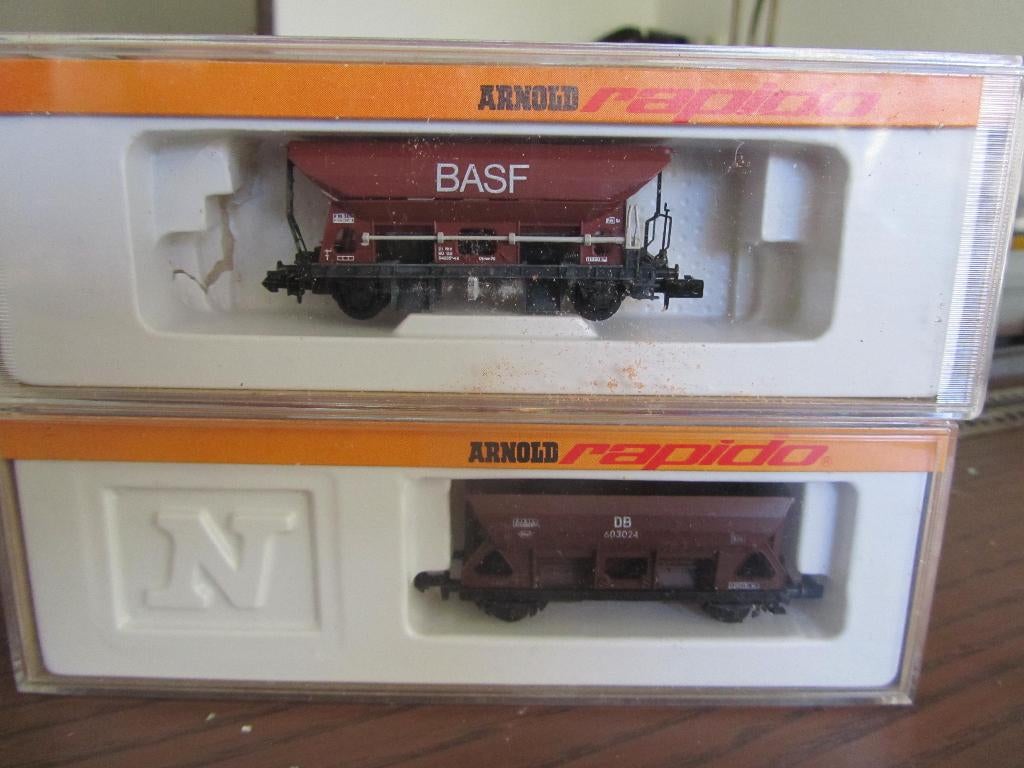 ARNOLD rapido
BASF
ARNOLD rapido®
N
DB
603024